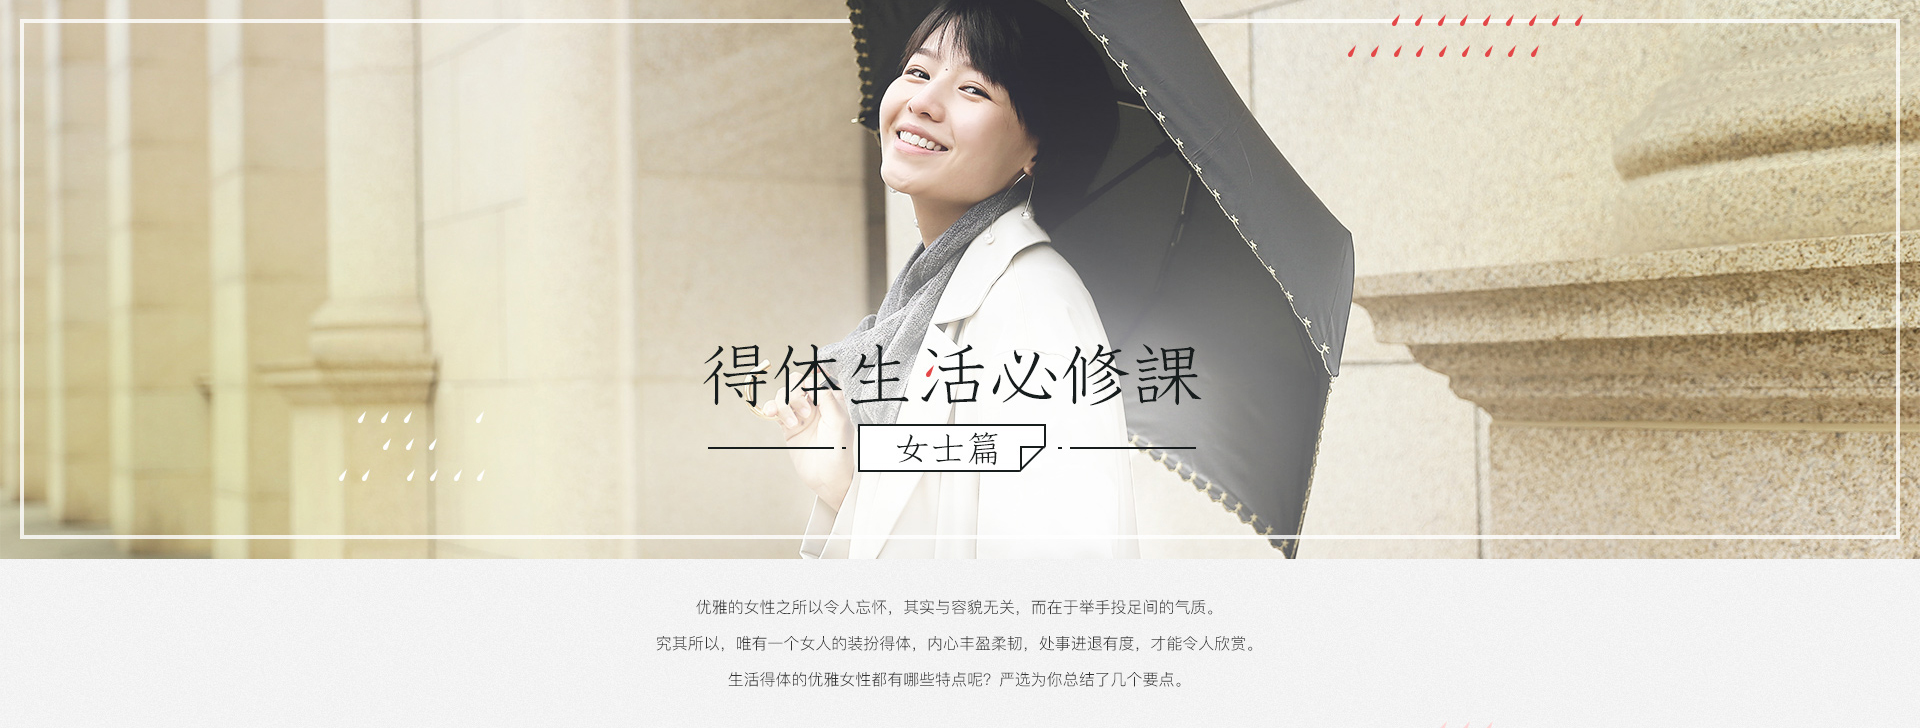 得体生活必修課
女士篇
优雅的女性之所以令人忘怀，其实与容貌无关，而在于举手投足间的气质。
究其所以，唯有一个女人的装扮得体，内心丰盈柔韧，处事进退有度，才能令人欣赏。
生活得体的优雅女性都有哪些特点呢？严选为你总结了几个要点。